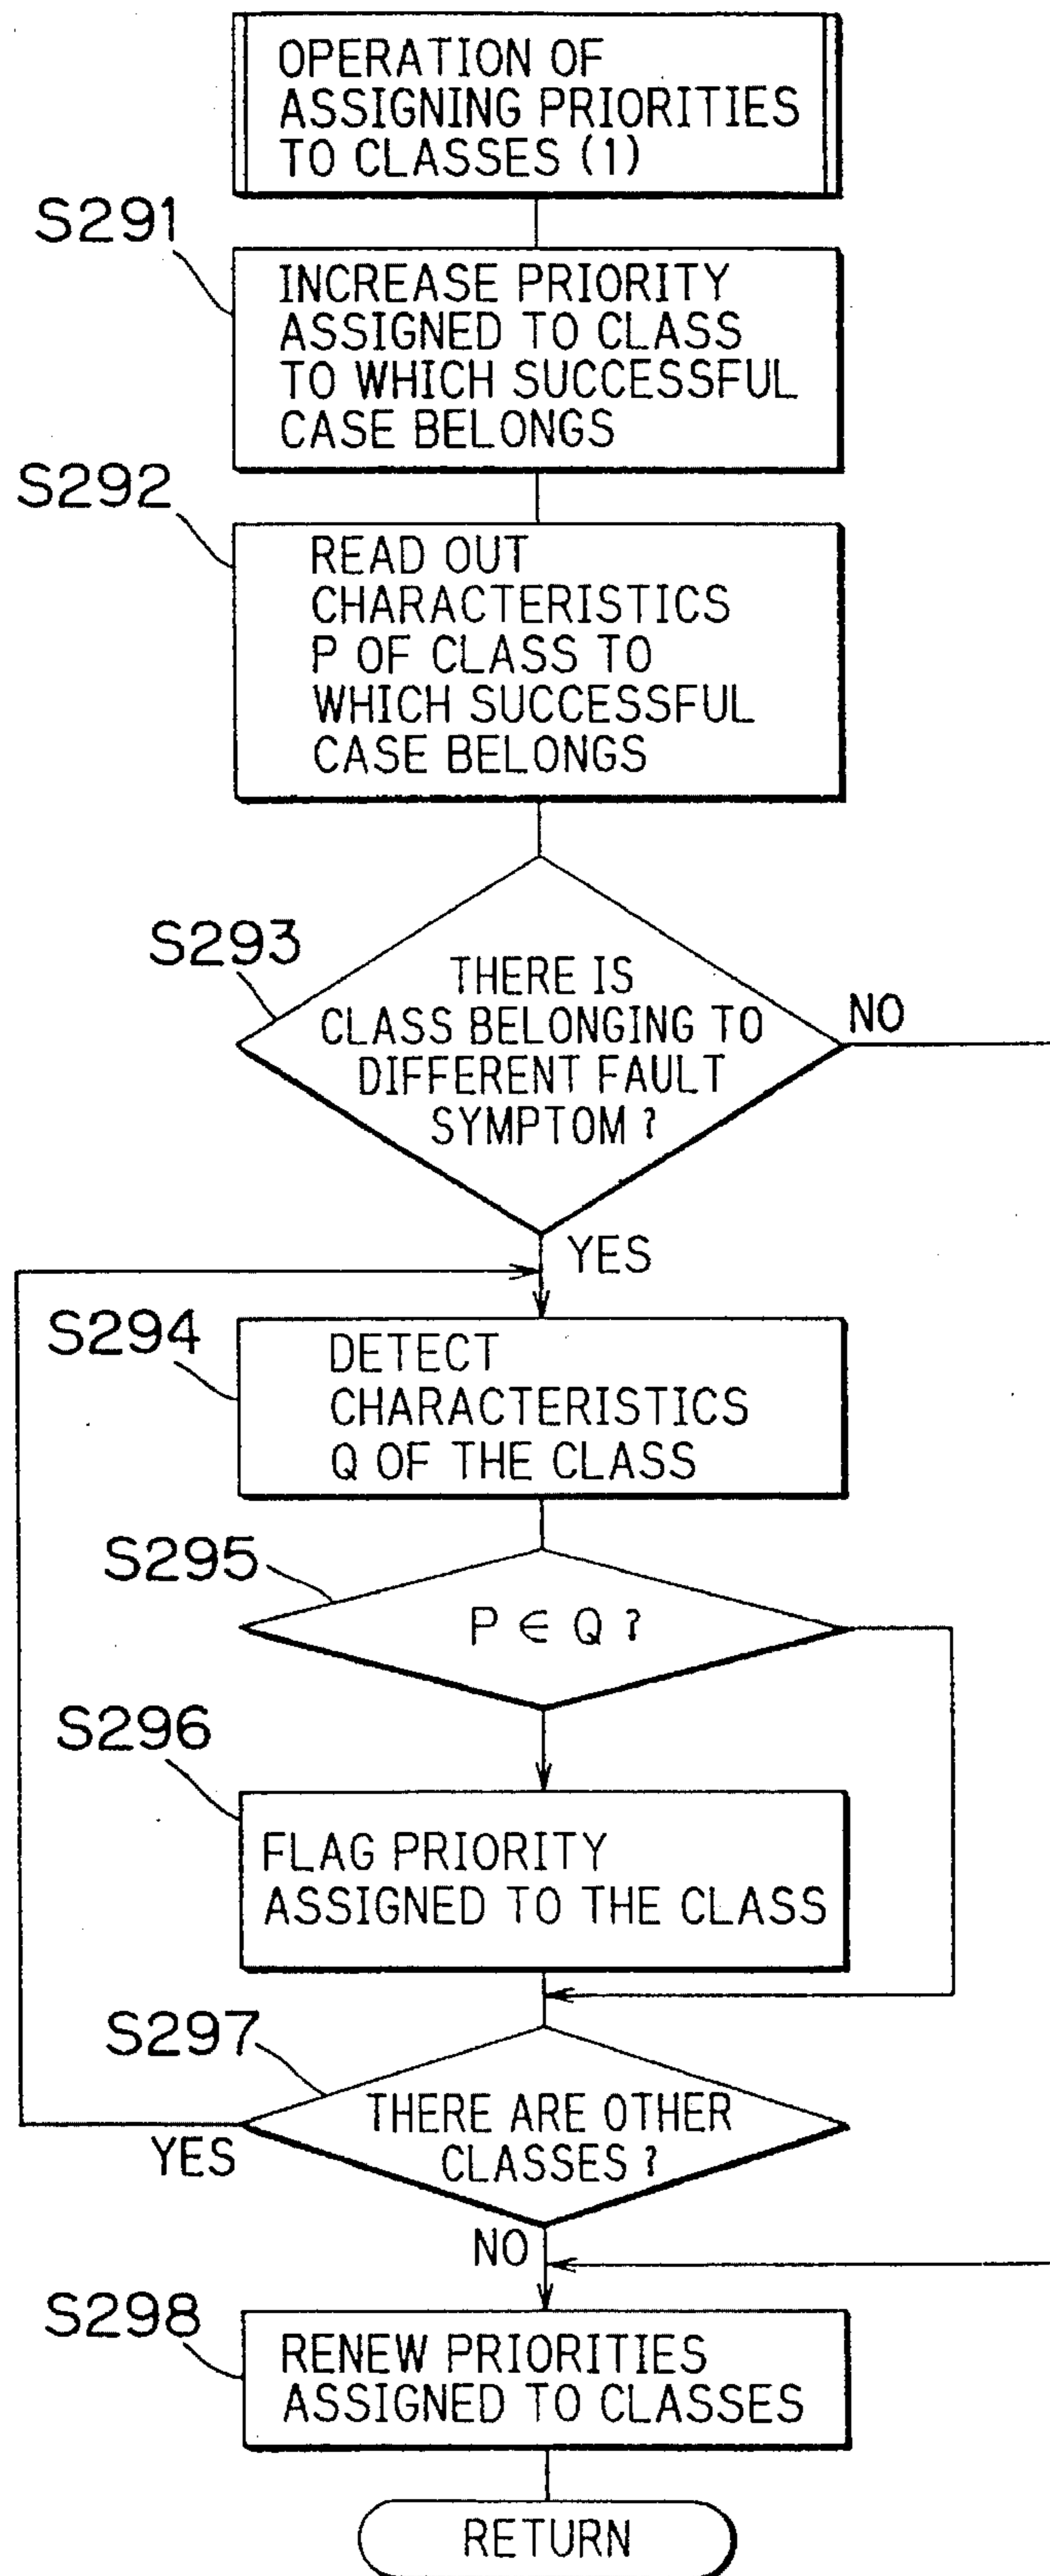 OPERATION OF
ASSIGNING PRIORITIES
TO CLASSES (1)
S291
INCREASE PRIORITY
ASSIGNED TO CLASS
TO WHICH SUCCESSFUL
CASE BELONGS
S292
READ OUT
CHARACTERISTICS
P OF CLASS TO
WHICH SUCCESSFUL
CASE BELONGS
S293
THERE IS
CLASS BELONGING TO
DIFFERENT FAULT
SYMPTOM ?
NO
YES
S294
DETECT
CHARACTERISTICS
Q OF THE CLASS
S295
P ∈ Q ?
S296
FLAG PRIORITY
ASSIGNED TO THE CLASS
S297
THERE ARE OTHER
CLASSES ?
YES
NO
S298
RENEW PRIORITIES
ASSIGNED TO CLASSES
RETURN